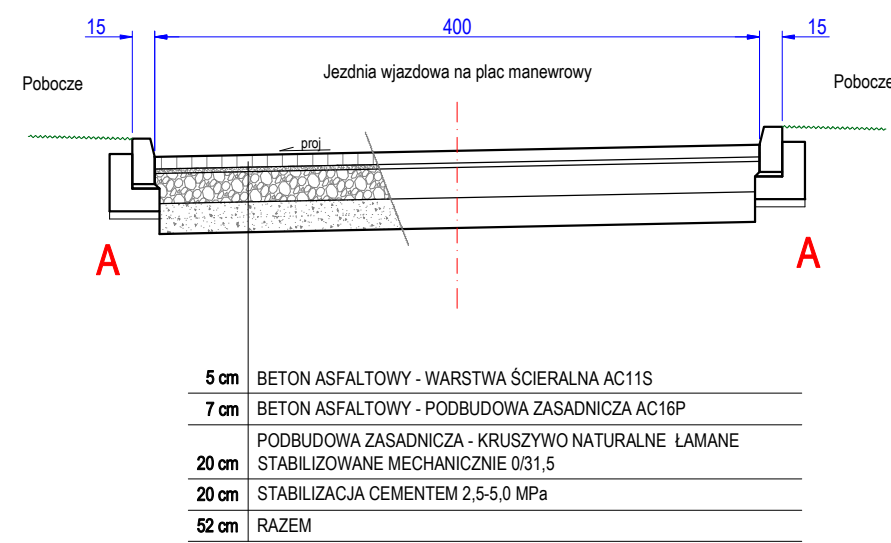 15 400 15
Pobocze Jezdnia wjazdowa na plac manewrowy Pobocze
proj
A A
5 cm BETON ASFALTOWY - WARSTWA ŚCIERALNA AC11S
7 cm BETON ASFALTOWY - PODBUDOWA ZASADNICZA AC16P
PODBUDOWA ZASADNICZA - KRUSZYWO NATURALNE ŁAMANE
20 cm STABILIZOWANE MECHANICZNIE 0/31,5
20 cm STABILIZACJA CEMENTEM 2,5-5,0 MPa
52 cm RAZEM